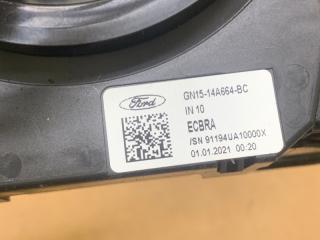 Ford
GN15-14A664-BC
IN 10
ECBRA
/SN 91194UA10000X
01.01.2021 00:20